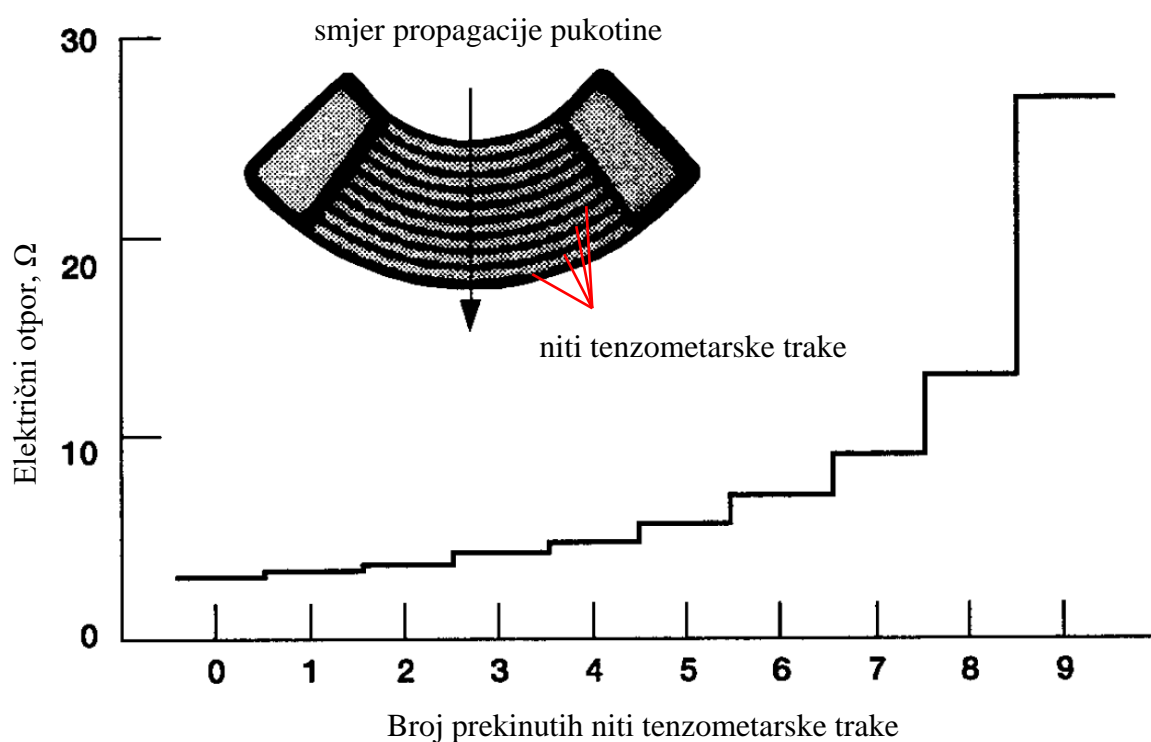 smjer propagacije pukotine
30
20
10
0
Električni otpor, Ω
niti tenzometarske trake
0 1 2 3 4 5 6 7 8 9
Broj prekinutih niti tenzometarske trake